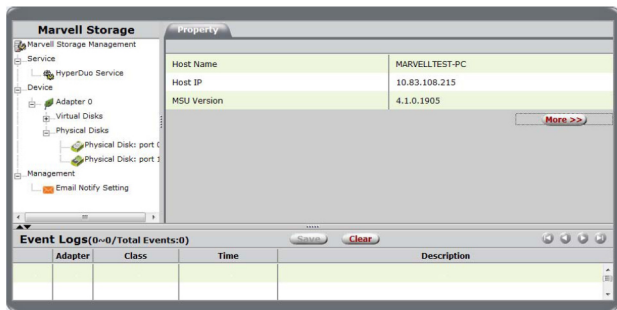 Marvell Storage
Property
Marvell Storage Management
Service
HyperDuo Service
Device
Adapter 0
Virtual Disks
Physical Disks
Physical Disk: port 0
Physical Disk: port 1
Management
Email Notify Setting
Host Name MARVELLTEST-PC
Host IP 10.83.108.215
MSU Version 4.1.0.1905
More >>
Event Logs(0~0/Total Events:0) Save Clear
Adapter Class Time Description